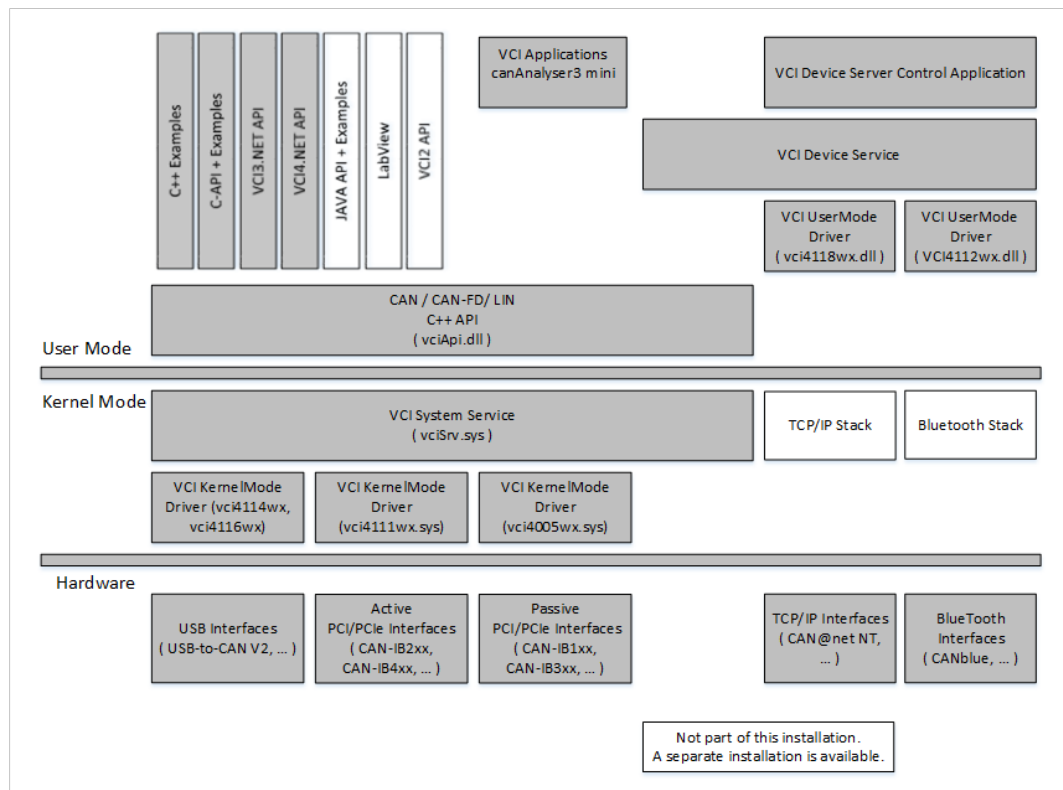 C++ Examples
C-API + Examples
VCI3.NET API
VCI4.NET API
JAVA API + Examples
LabView
VCI2 API
VCI Applications
canAnalyser3 mini
VCI Device Server Control Application
VCI Device Service
VCI UserMode
Driver
( vci4118wx.dll )
VCI UserMode
Driver
( VCI4112wx.dll )
CAN / CAN-FD/ LIN
C++ API
( vciApi.dll )
User Mode
Kernel Mode
VCI System Service
( vciSrv.sys )
TCP/IP Stack
Bluetooth Stack
VCI KernelMode
Driver (vci4114wx,
vci4116wx)
VCI KernelMode
Driver
(vci4111wx.sys)
VCI KernelMode
Driver
(vci4005wx.sys)
Hardware
USB Interfaces
( USB-to-CAN V2, ... )
Active
PCI/PCIe Interfaces
( CAN-IB2xx,
CAN-IB4xx, ... )
Passive
PCI/PCIe Interfaces
( CAN-IB1xx,
CAN-IB3xx, ... )
TCP/IP Interfaces
( CAN@net NT,
... )
BlueTooth
Interfaces
( CANblue, ... )
Not part of this installation.
A separate installation is available.